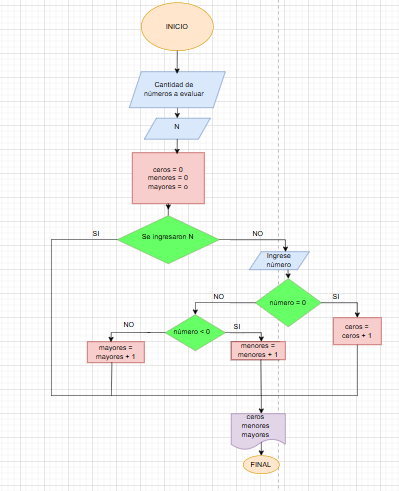 INICIO
Cantidad de
números a evaluar
N
ceros = 0
menores = 0
mayores = o
SI
Se ingresaron N
NO
Ingrese
número
NO
número = 0
SI
ceros =
ceros + 1
NO
número < 0
SI
mayores =
mayores + 1
menores =
menores + 1
ceros
menores
mayores
FINAL